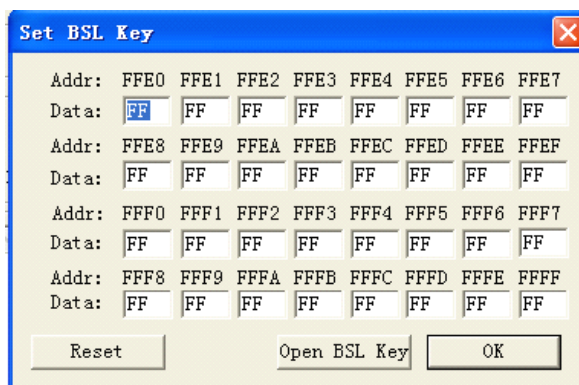 Set BSL Key
Addr: FFE0 FFE1 FFE2 FFE3 FFE4 FFE5 FFE6 FFE7
Data: FF FF FF FF FF FF FF FF
Addr: FFE8 FFE9 FFEA FFEB FFEC FFED FFEE FFEF
Data: FF FF FF FF FF FF FF FF
Addr: FFF0 FFF1 FFF2 FFF3 FFF4 FFF5 FFF6 FFF7
Data: FF FF FF FF FF FF FF FF
Addr: FFF8 FFF9 FFFA FFFB FFFC FFFD FFFE FFFF
Data: FF FF FF FF FF FF FF FF
Reset Open BSL Key OK